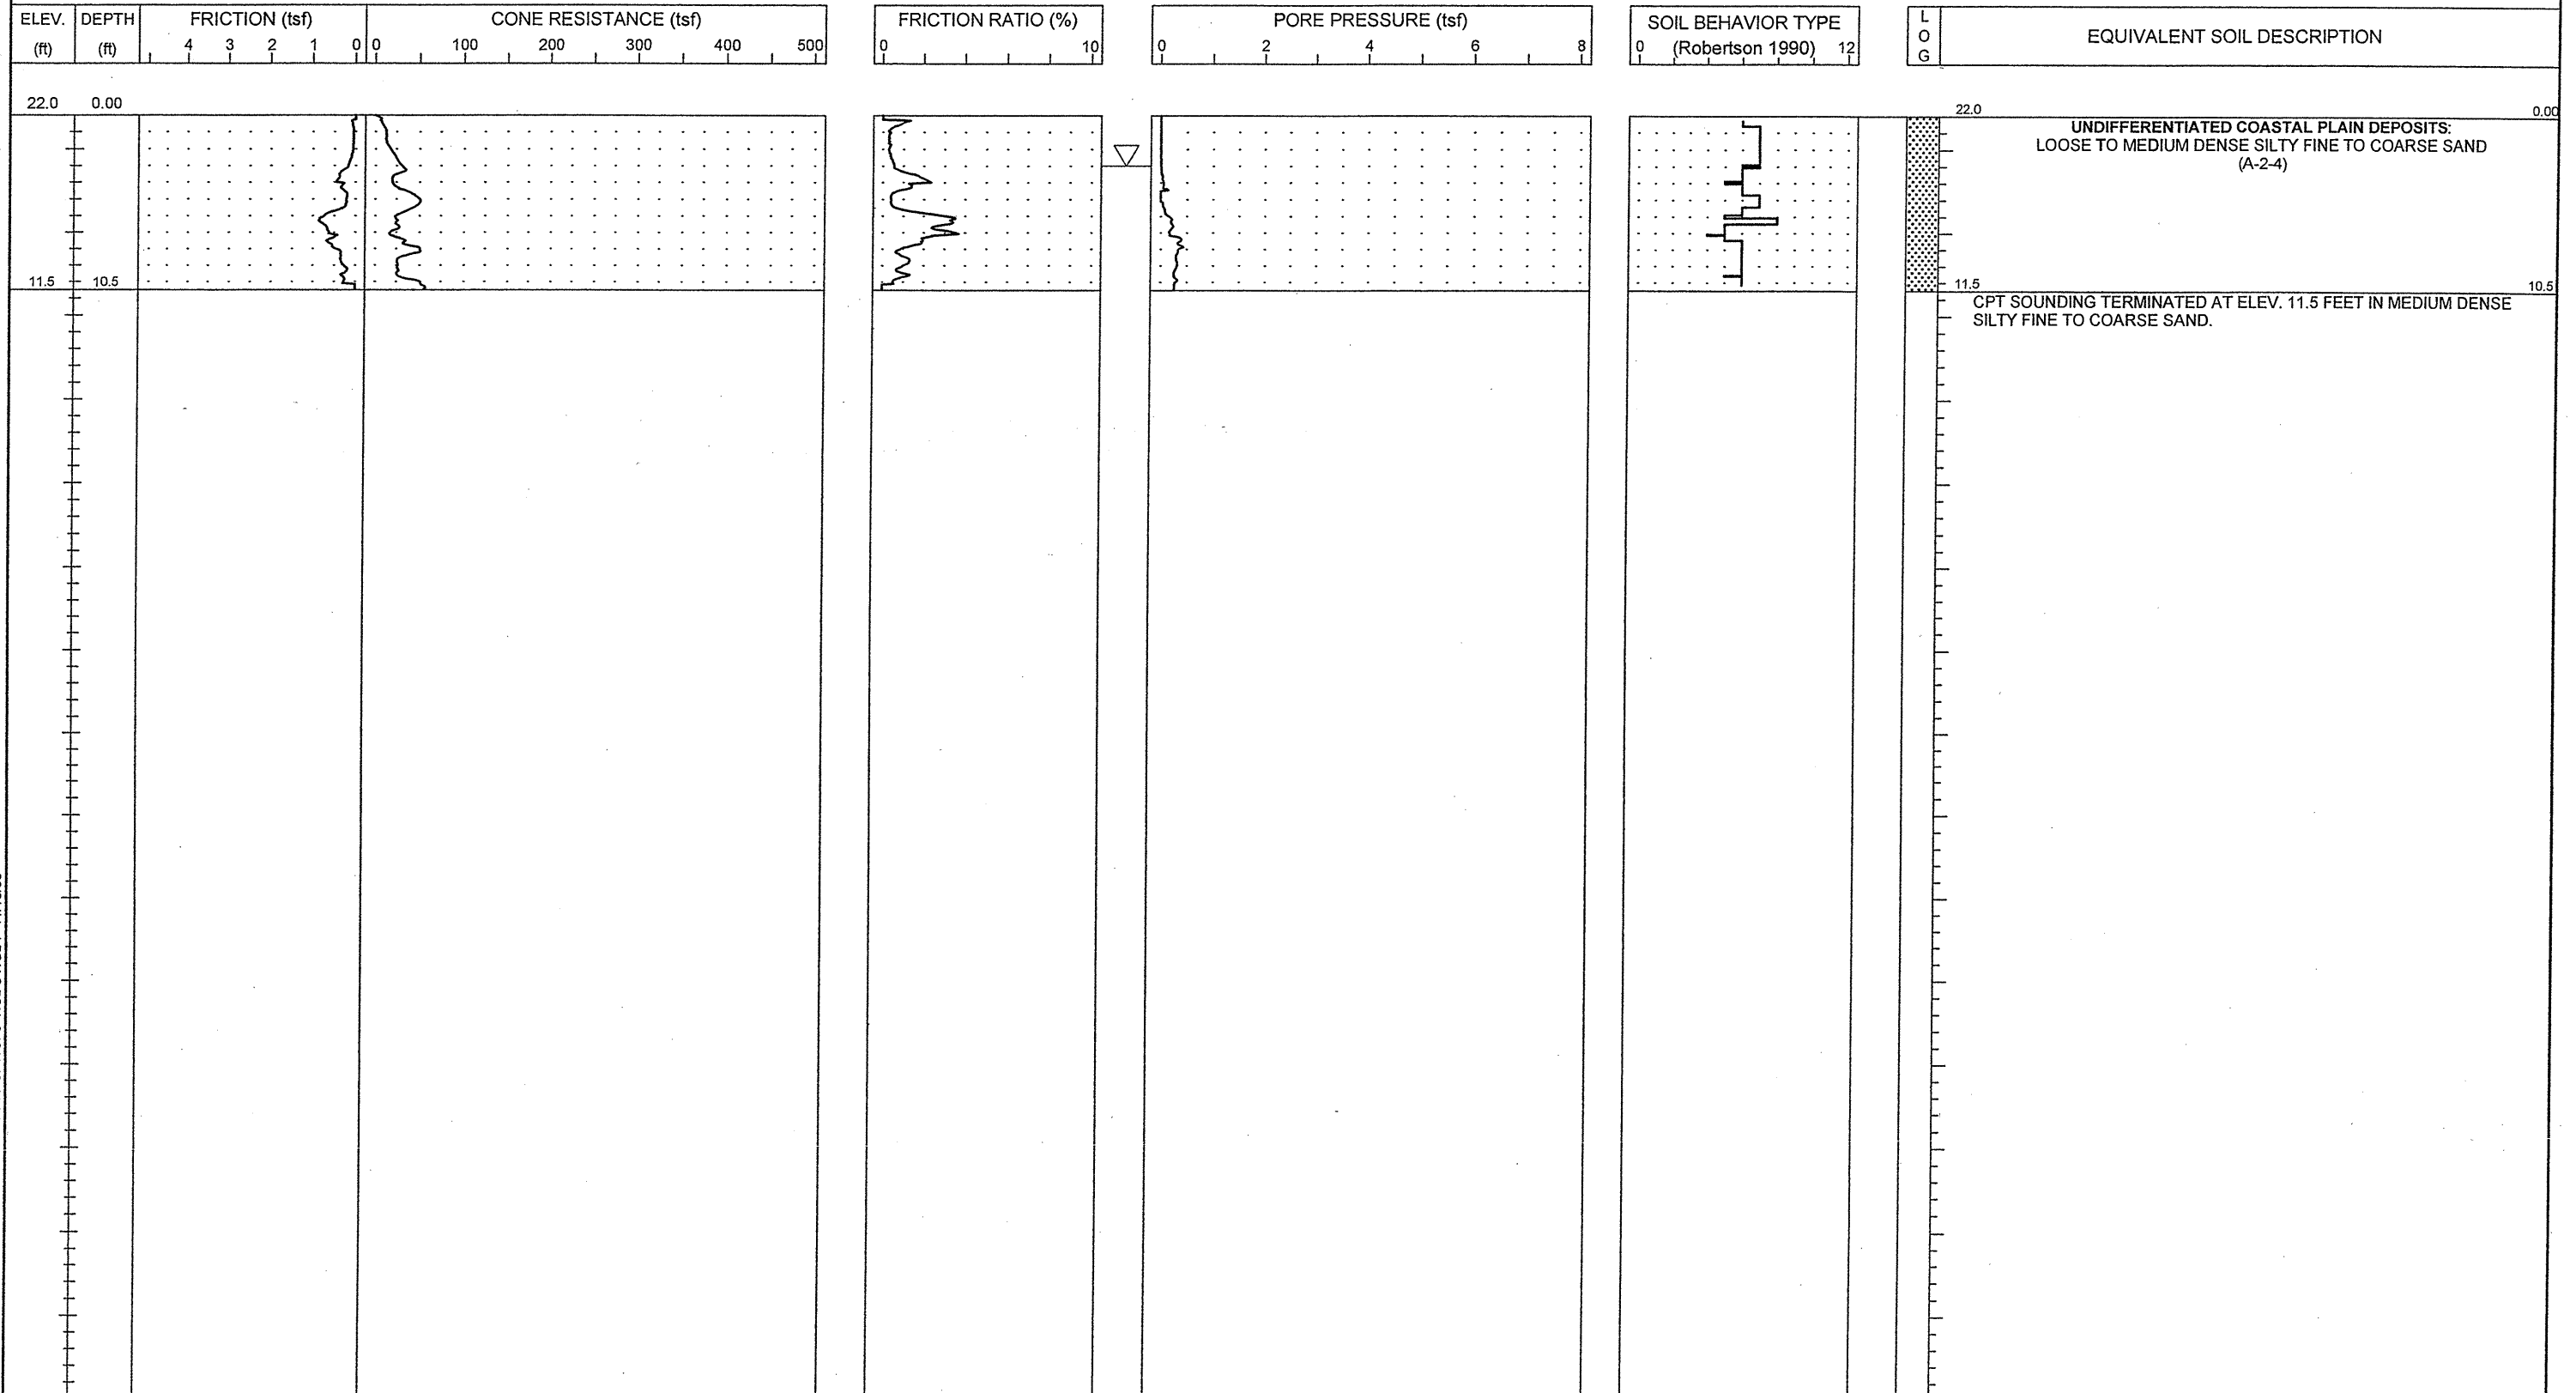 ELEV. DEPTH FRICTION (tsf) CONE RESISTANCE (tsf) FRICTION RATIO (%) PORE PRESSURE (tsf) SOIL BEHAVIOR TYPE L
(ft) (ft) 4 3 2 1 0 0 100 200 300 400 500 0 10 0 2 4 6 8 0 (Robertson 1990) 12 O EQUIVALENT SOIL DESCRIPTION
G
22.0 0.00
22.0 0.00
UNDIFFERENTIATED COASTAL PLAIN DEPOSITS:
LOOSE TO MEDIUM DENSE SILTY FINE TO COARSE SAND
(A-2-4)
11.5 10.5 11.5 10.5
CPT SOUNDING TERMINATED AT ELEV. 11.5 FEET IN MEDIUM DENSE
SILTY FINE TO COARSE SAND.